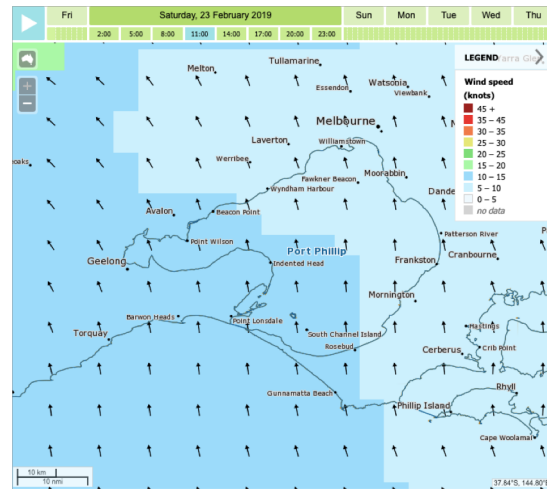 Fri
Saturday, 23 February 2019
Sun
Mon
Tue
Wed
Thu
2:00
5:00
8:00
11:00
14:00
17:00
20:00
23:00
LEGEND
Wind speed
(knots)
45 +
35 – 45
30 – 35
25 – 30
20 – 25
15 – 20
10 – 15
5 – 10
0 – 5
no data
Tullamarine
Melton
Essendon
Watsonia
Viewbank
Melbourne
Williamstown
Laverton
Werribee
Fawkner Beacon
Moorabbin
Wyndham Harbour
Avalon
Beacon Point
Patterson River
Point Wilson
Port Phillip
Geelong
Indented Head
Frankston
Cranbourne
Mornington
Barwon Heads
Point Lonsdale
Torquay
South Channel Island
Hastings
Rosebud
Cerberus
Crib Point
Gunnamatta Beach
Rhyll
Phillip Island
Cape Woolamai
10 km
10 nmi
37.84°S, 144.80°E